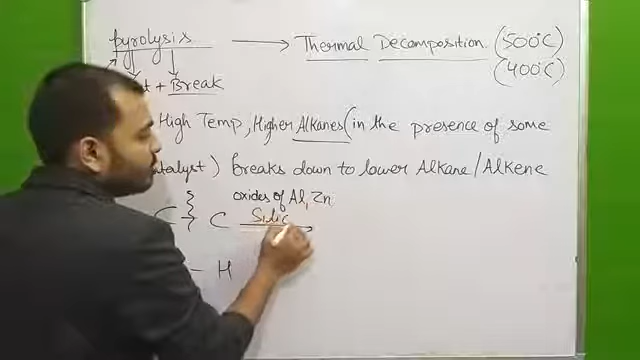 pyrolysis → Thermal Decomposition (500°C)
(400°C)
+ Break
High Temp, Higher Alkanes (in the presence of some
) Breaks down to lower Alkane/Alkene
oxides of Al, Zn
C C Silic
– H